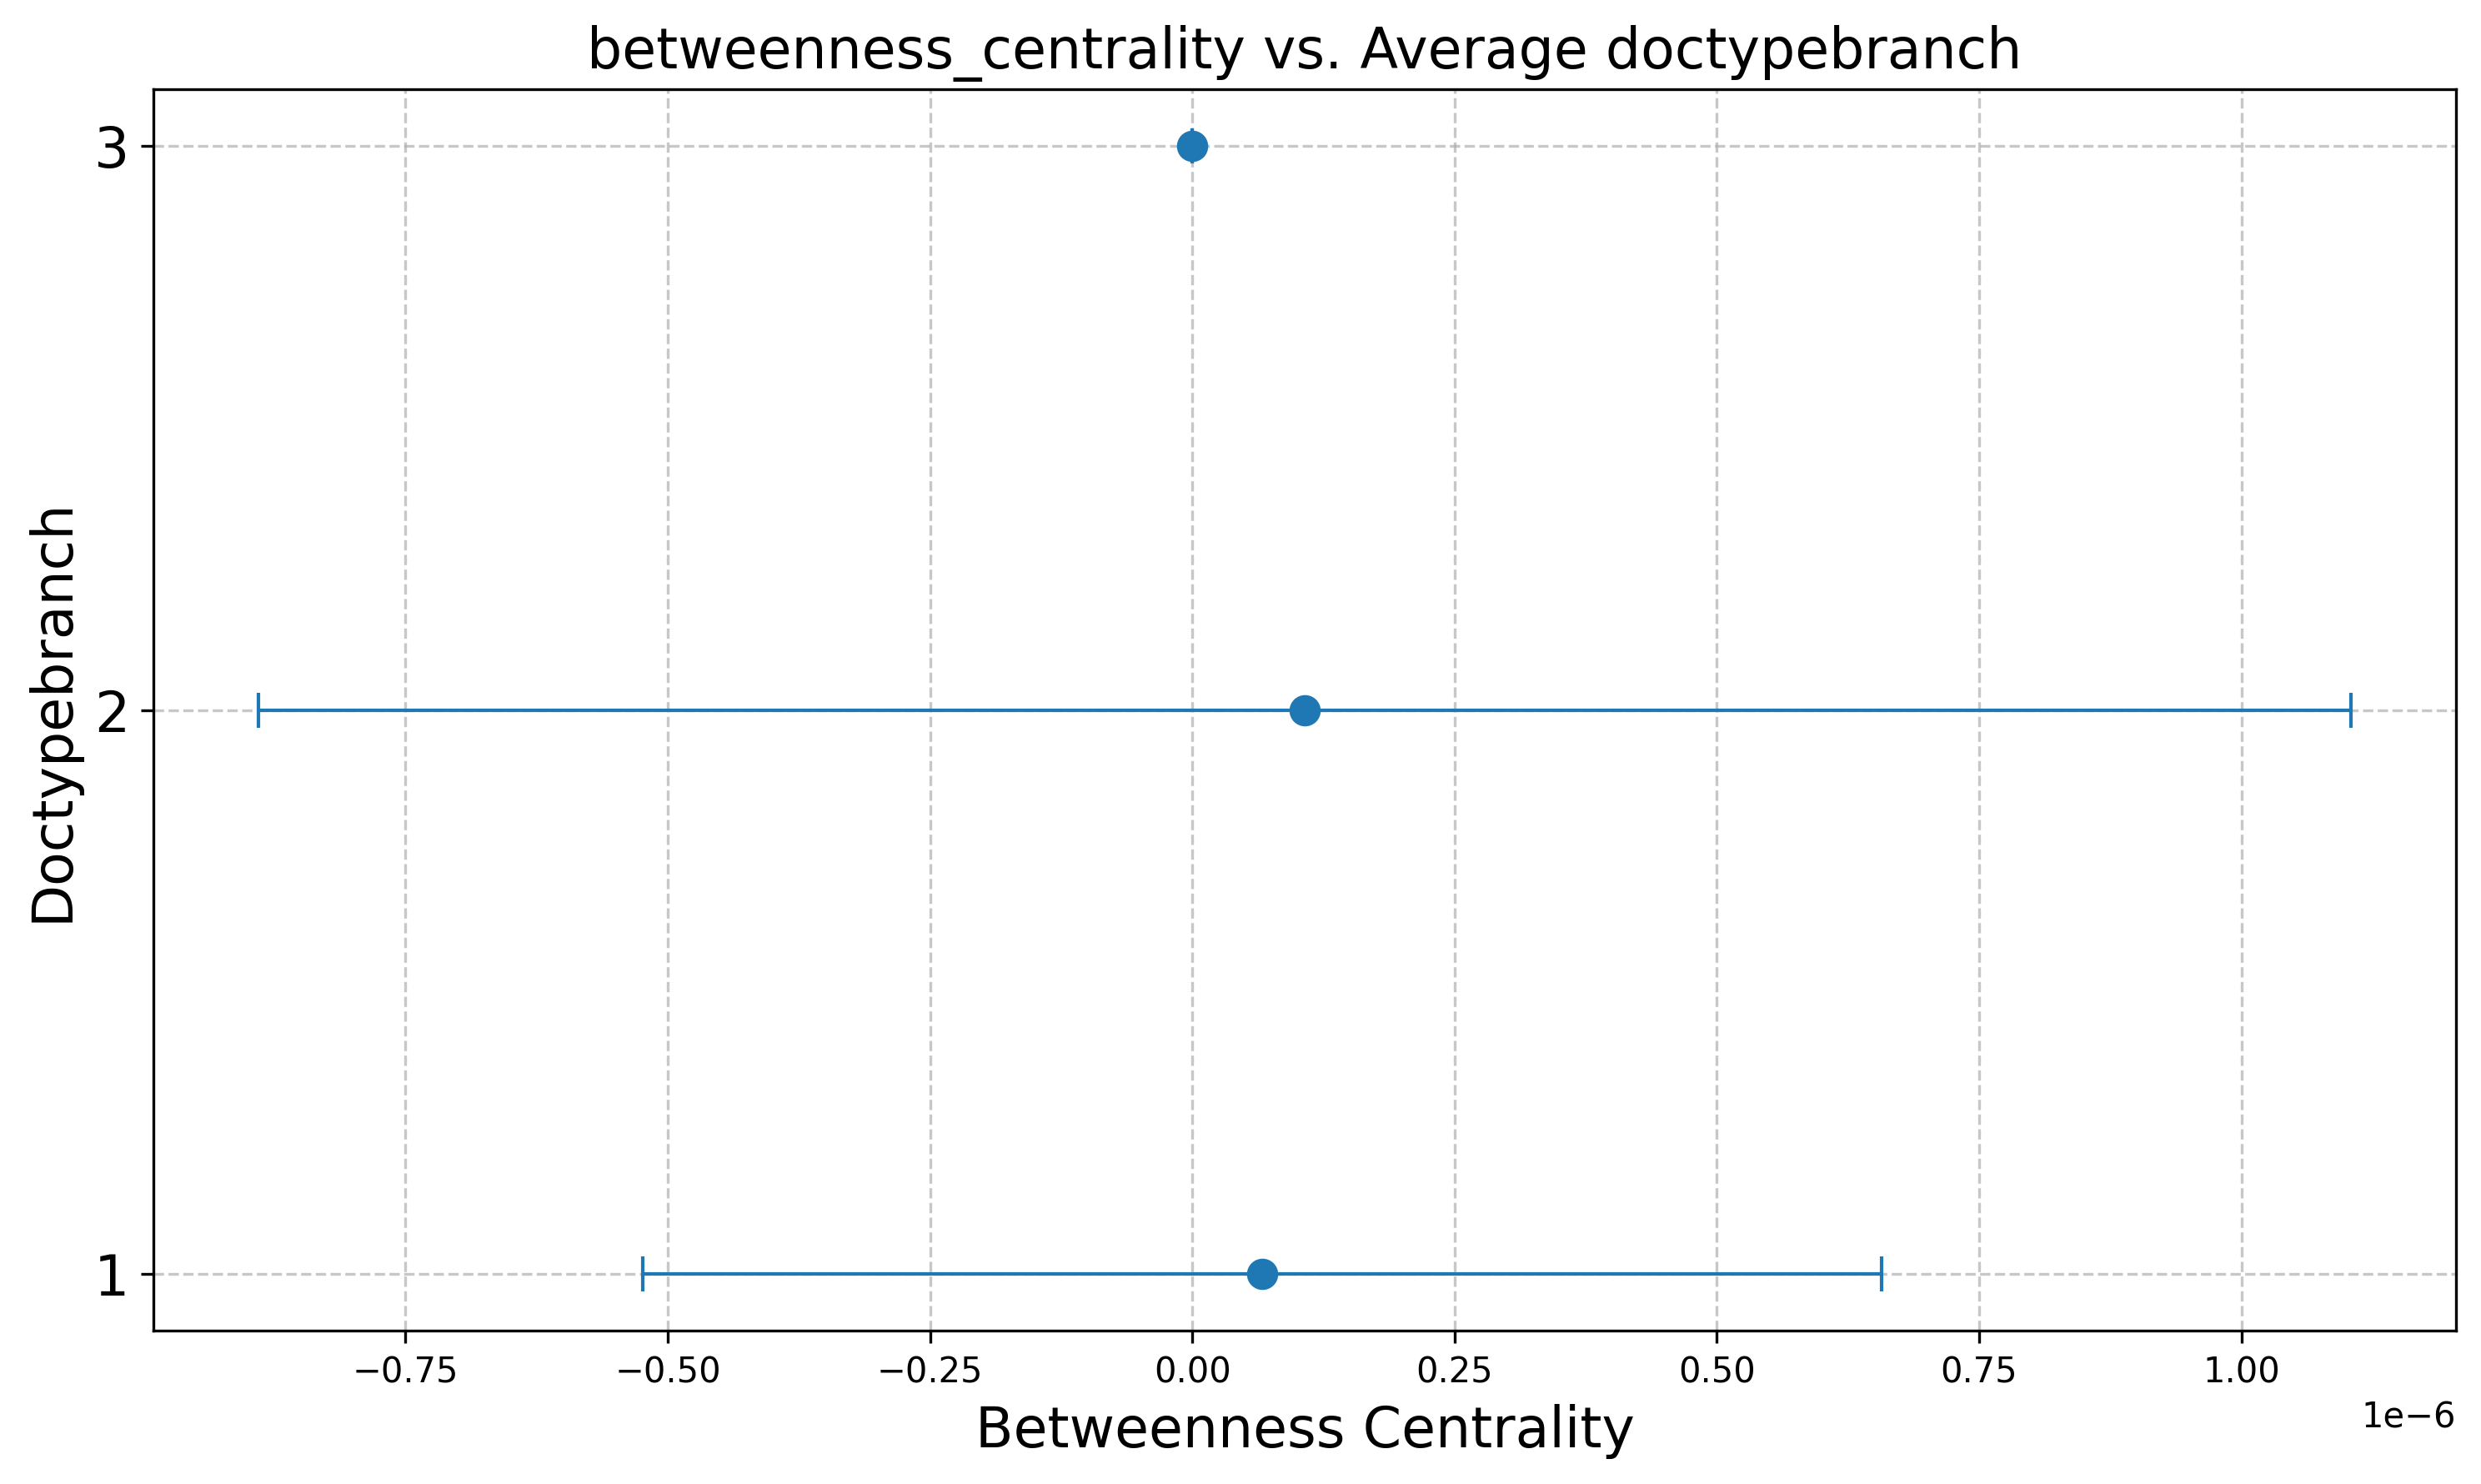 betweenness_centrality vs. Average doctypebranch
3
2
1
Doctypebranch
−0.75 −0.50 −0.25 0.00 0.25 0.50 0.75 1.00
1e−6
Betweenness Centrality